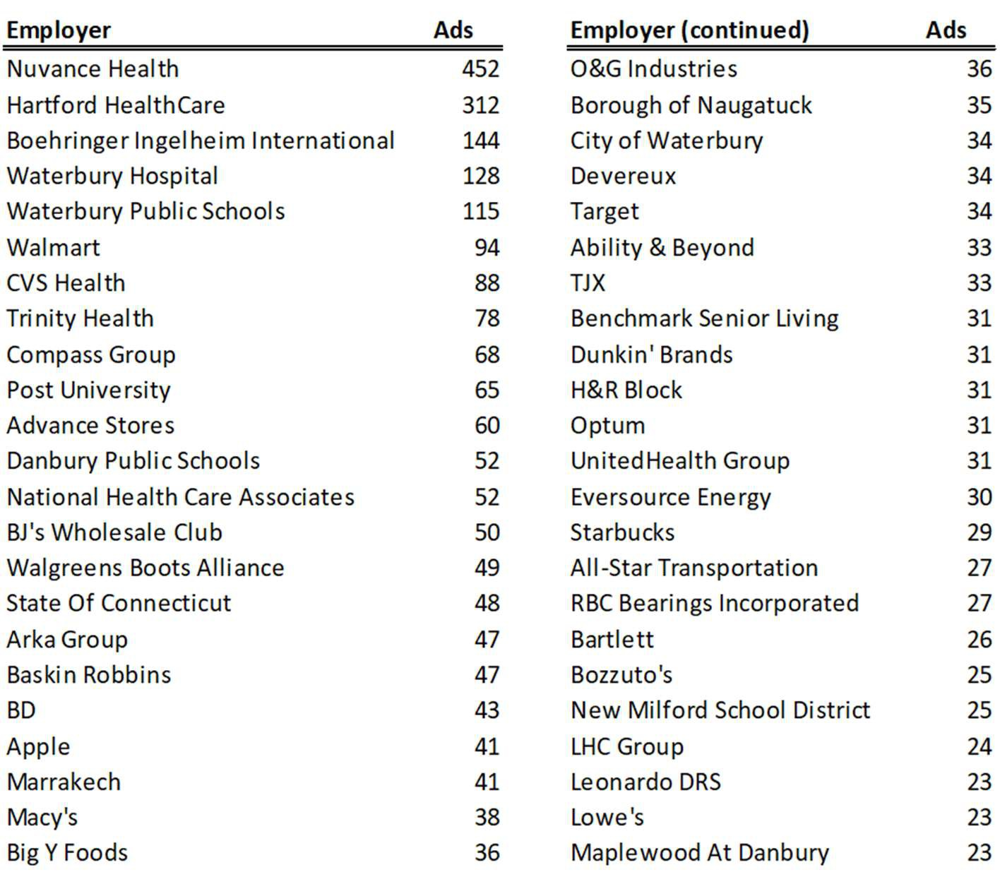 Employer Ads
Nuvance Health 452
Hartford HealthCare 312
Boehringer Ingelheim International 144
Waterbury Hospital 128
Waterbury Public Schools 115
Walmart 94
CVS Health 88
Trinity Health 78
Compass Group 68
Post University 65
Advance Stores 60
Danbury Public Schools 52
National Health Care Associates 52
BJ's Wholesale Club 50
Walgreens Boots Alliance 49
State Of Connecticut 48
Arka Group 47
Baskin Robbins 47
BD 43
Apple 41
Marrakech 41
Macy's 38
Big Y Foods 36
Employer (continued) Ads
O&G Industries 36
Borough of Naugatuck 35
City of Waterbury 34
Devereux 34
Target 34
Ability & Beyond 33
TJX 33
Benchmark Senior Living 31
Dunkin' Brands 31
H&R Block 31
Optum 31
UnitedHealth Group 31
Eversource Energy 30
Starbucks 29
All-Star Transportation 27
RBC Bearings Incorporated 27
Bartlett 26
Bozzuto's 25
New Milford School District 25
LHC Group 24
Leonardo DRS 23
Lowe's 23
Maplewood At Danbury 23